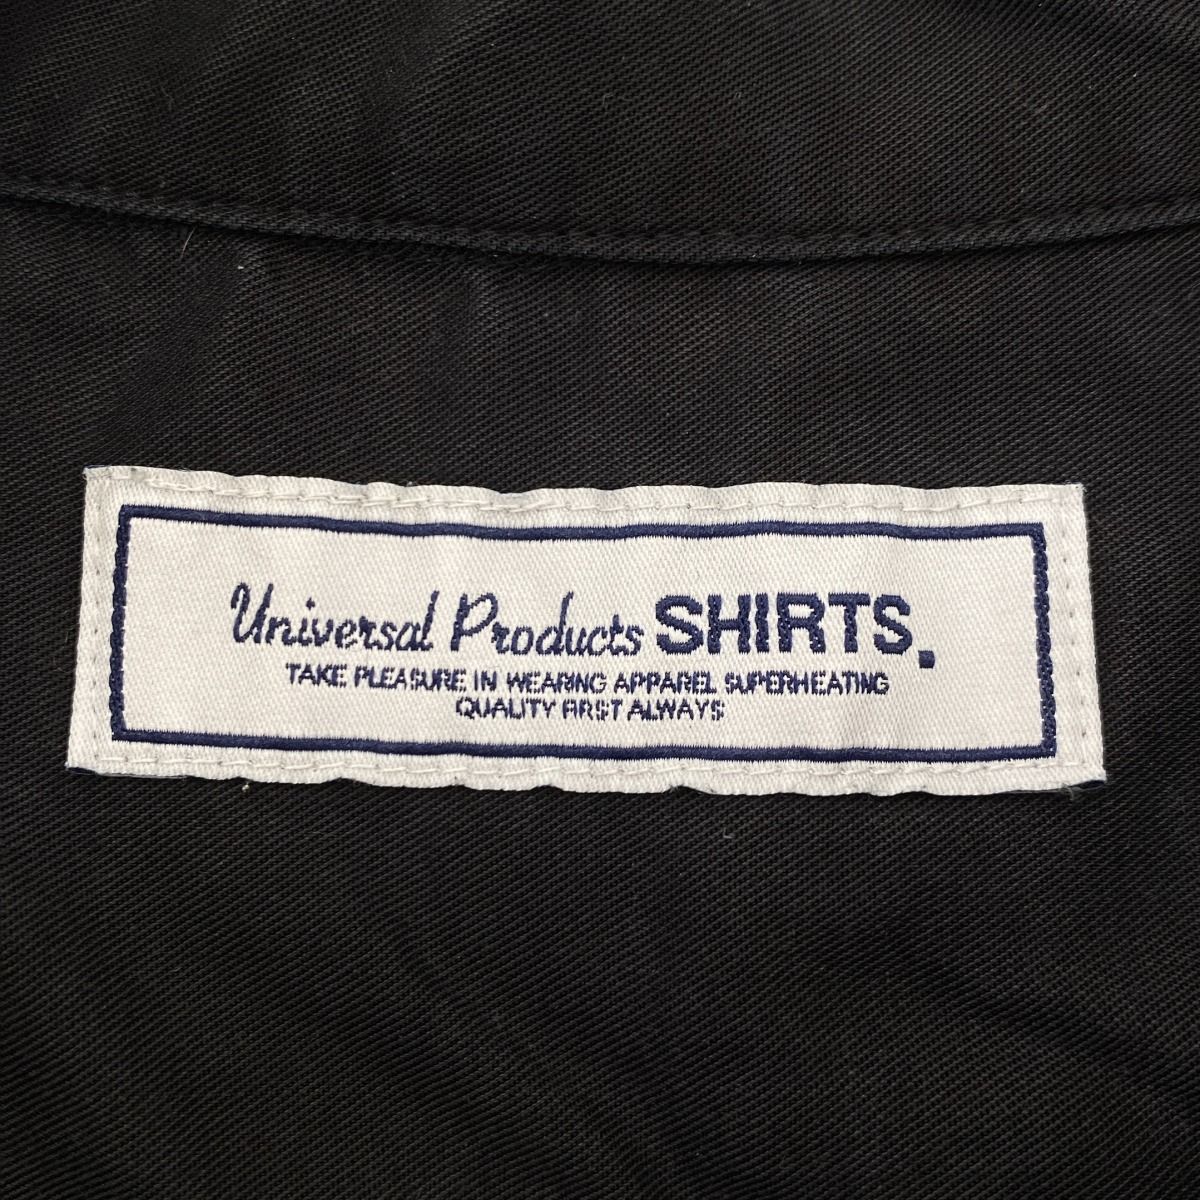 Universal Products SHIRTS.
TAKE PLEASURE IN WEARING APPAREL SUPERHEATING
QUALITY FIRST ALWAYS